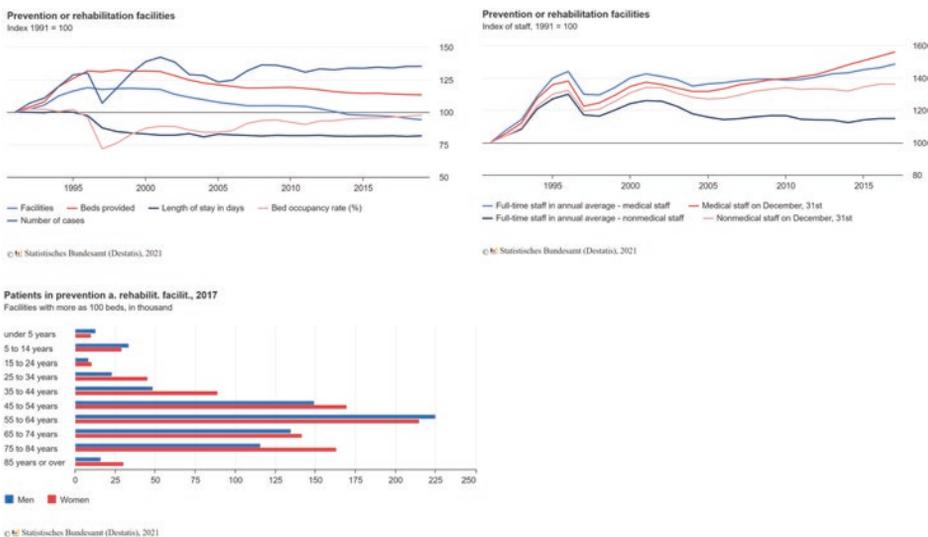 Prevention or rehabilitation facilities
Index 1991 = 100
150
125
100
75
50
1995 2000 2005 2010 2015
Facilities Beds provided Length of stay in days Bed occupancy rate (%)
Number of cases
© Statistisches Bundesamt (Destatis), 2021
Prevention or rehabilitation facilities
Index of staff, 1991 = 100
1600
1400
1200
1000
80
1995 2000 2005 2010 2015
Full-time staff in annual average - medical staff Medical staff on December, 31st
Full-time staff in annual average - nonmedical staff Nonmedical staff on December, 31st
© Statistisches Bundesamt (Destatis), 2021
Patients in prevention a. rehabilit. facilit., 2017
Facilities with more as 100 beds, in thousand
under 5 years
5 to 14 years
15 to 24 years
25 to 34 years
35 to 44 years
45 to 54 years
55 to 64 years
65 to 74 years
75 to 84 years
85 years or over
0 25 50 75 100 125 150 175 200 225 250
Men Women
© Statistisches Bundesamt (Destatis), 2021